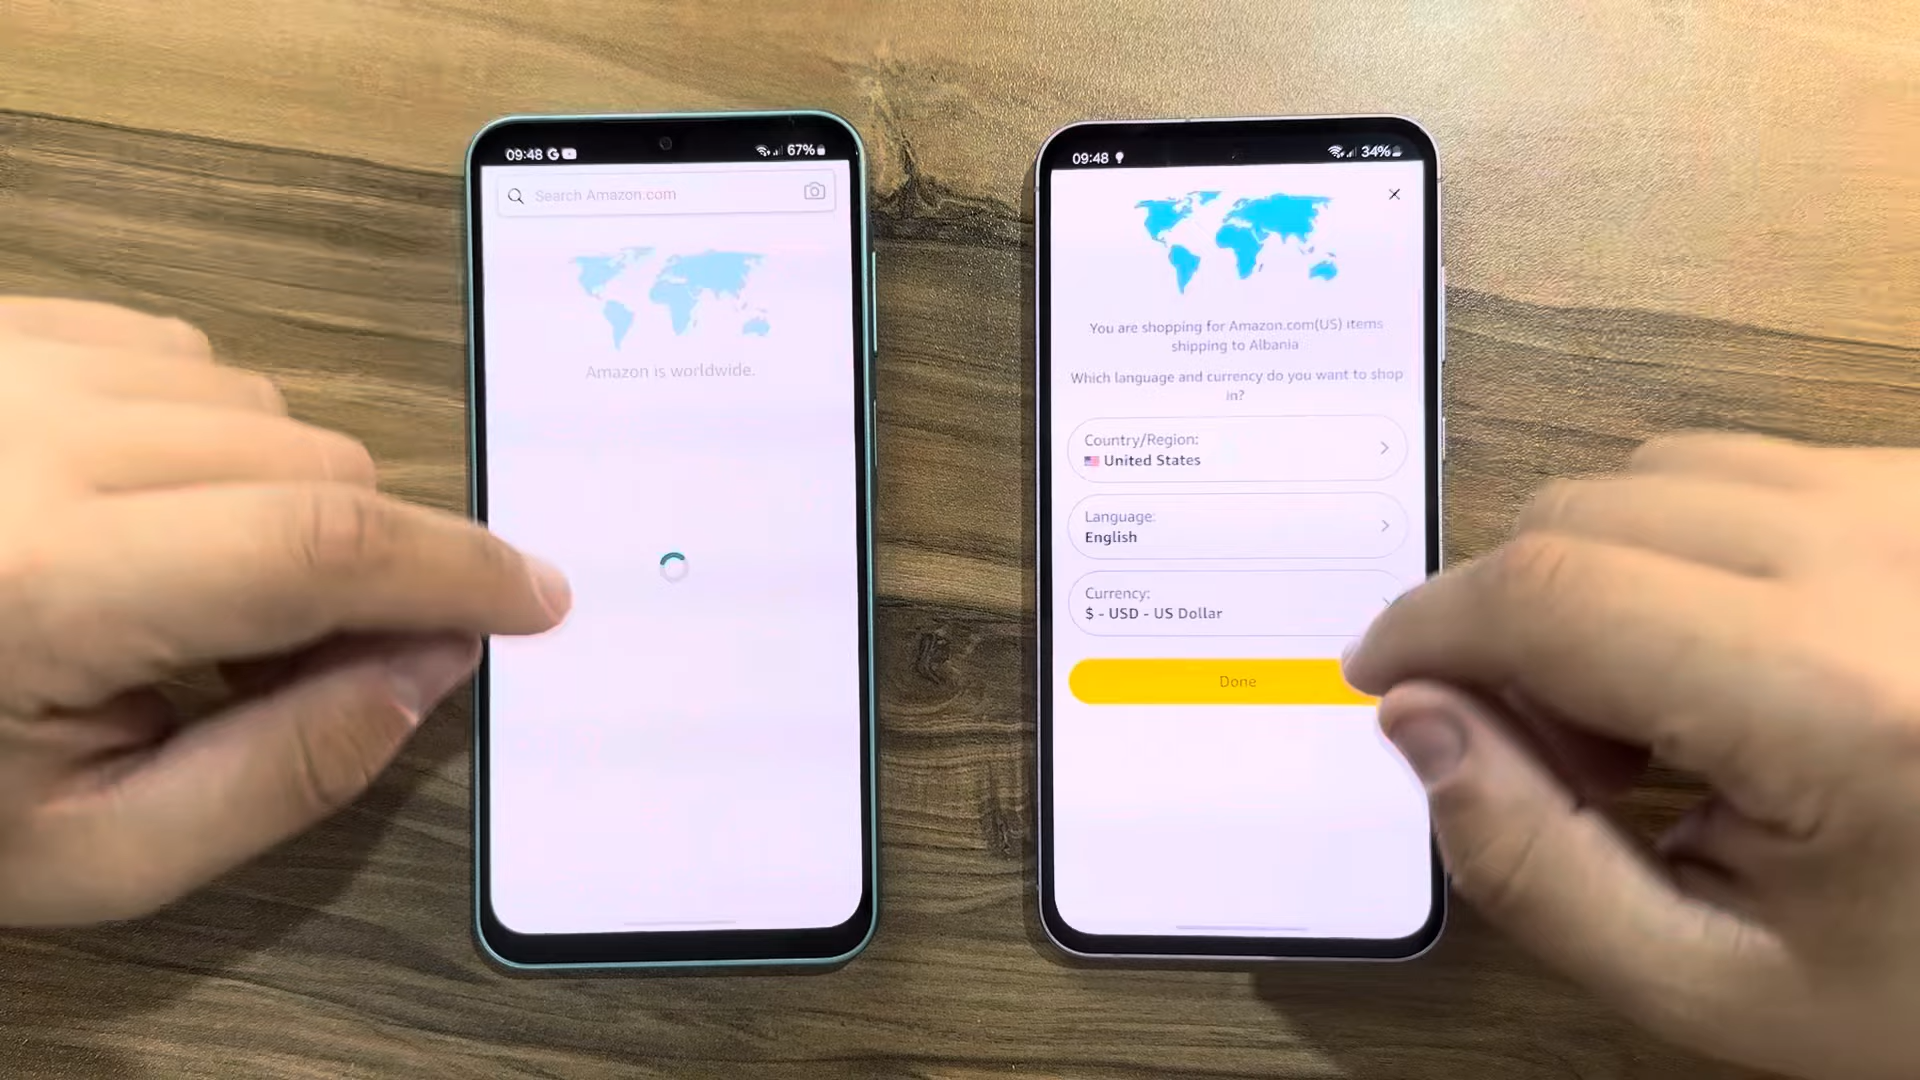 09:48
67%
Search Amazon.com
Amazon is worldwide.
09:48
34%
You are shopping for Amazon.com(US) items
shipping to Albania
Which language and currency do you want to shop
in?
Country/Region:
United States
Language:
English
Currency:
$ - USD - US Dollar
Done